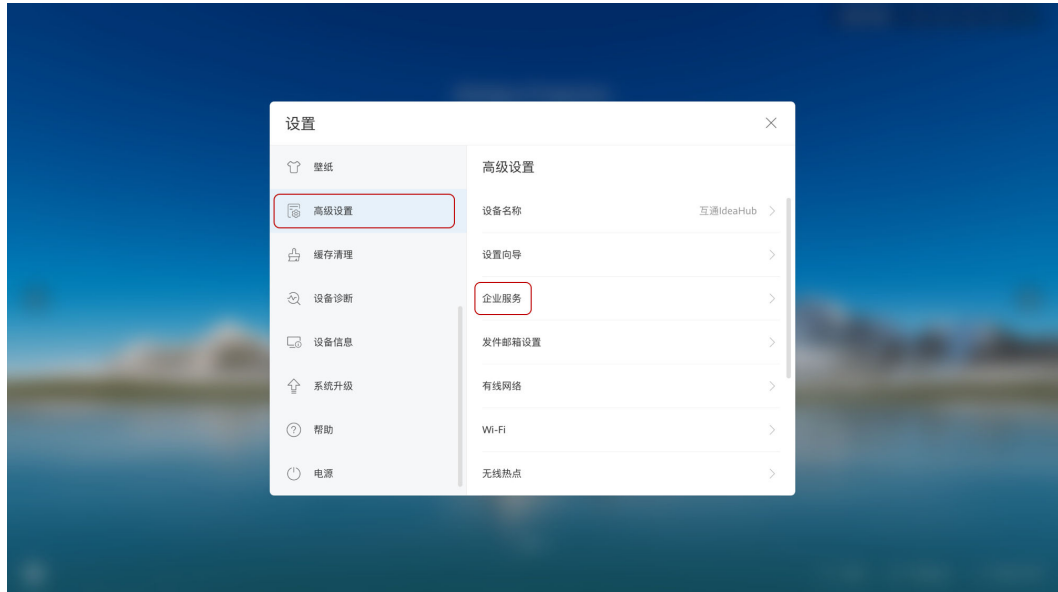 设置
壁纸
高级设置
缓存清理
设备诊断
设备信息
系统升级
帮助
电源
高级设置
设备名称 互通IdeaHub
设置向导
企业服务
发件邮箱设置
有线网络
Wi-Fi
无线热点